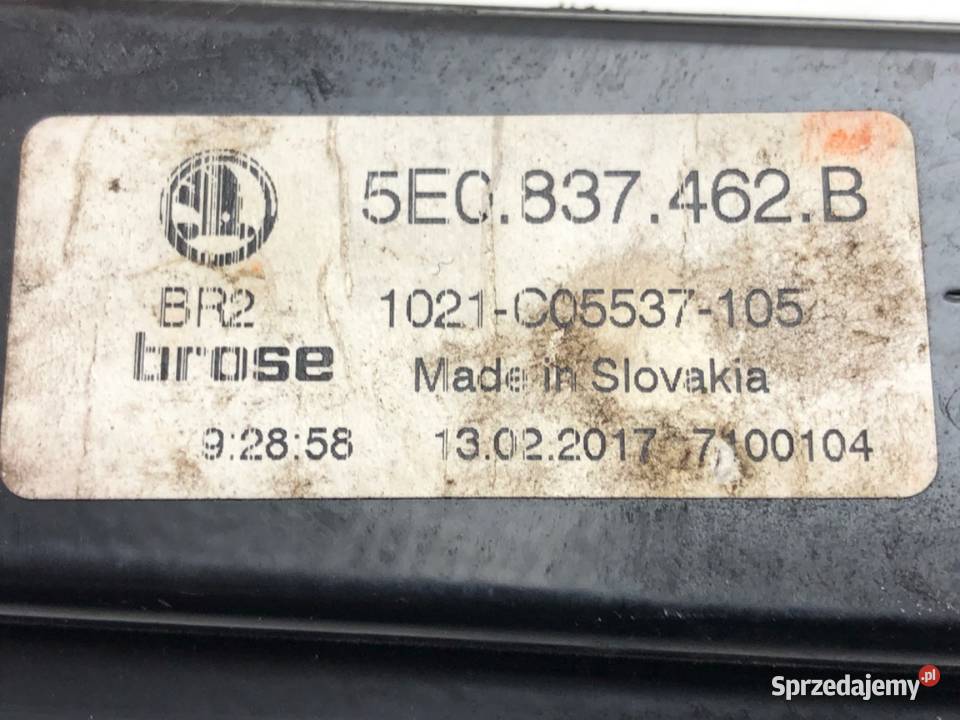 5E0.837.462.B
BR2 1021-C05537-105
brose
Made in Slovakia
9:28:58 13.02.2017 7100104
Sprzedajemy.pl